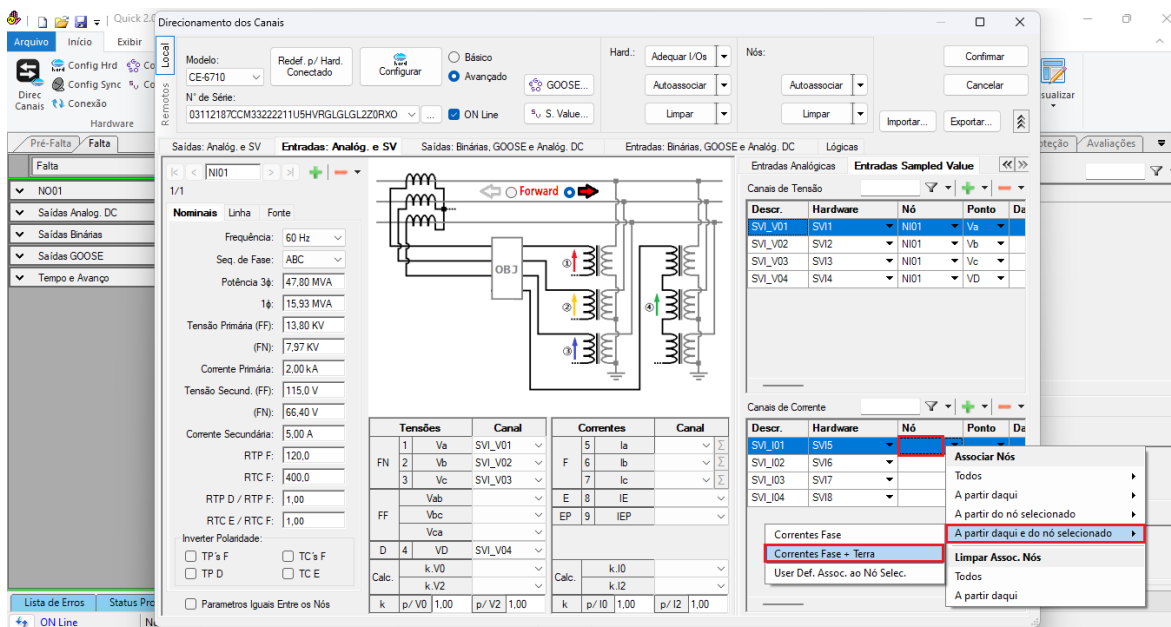 Quick 2.0
Direcionamento dos Canais
Arquivo
Início
Exibir
Config Hrd
Config Sync
Direc
Canais
Conexão
Hardware
Local
Remotos
Modelo:
CE-6710
Redef. p/ Hard.
Conectado
Configurar
Básico
Avançado
N° de Série:
03112187CCM33222211U5HVRGLGLGL2Z0RXO
...
ON Line
GOOSE...
S. Value...
Hard.:
Adequar I/Os
Autoassociar
Limpar
Nós:
Autoassociar
Limpar
Importar...
Exportar...
Confirmar
Cancelar
Pré-Falta
Falta
Avaliações
Falta
NO01
Saídas Analog. DC
Saídas Binárias
Saídas GOOSE
Tempo e Avanço
Saídas: Analóg. e SV
Entradas: Analóg. e SV
Saídas: Binárias, GOOSE e Analóg. DC
Entradas: Binárias, GOOSE e Analóg. DC
Lógicas
NI01
1/1
Nominais
Linha
Fonte
Frequência: 60 Hz
Seq. de Fase: ABC
Potência 3ϕ: 47,80 MVA
1ϕ: 15,93 MVA
Tensão Primária (FF): 13,80 KV
(FN): 7,97 KV
Corrente Primária: 2,00 kA
Tensão Secund. (FF): 115,0 V
(FN): 66,40 V
Corrente Secundária: 5,00 A
RTP F: 120,0
RTC F: 400,0
RTP D / RTP F: 1,00
RTC E / RTC F: 1,00
Inverter Polaridade:
TP's F
TC's F
TP D
TC E
Parametros Iguais Entre os Nós
Forward
OBJ
1
2
3
4
Tensões Canal
FN
1 Va SVI_V01
2 Vb SVI_V02
3 Vc SVI_V03
FF
Vab
Vbc
Vca
D 4 VD SVI_V04
Calc.
k.V0
k.V2
k p/ V0 1,00 p/ V2 1,00
Correntes Canal
F
5 Ia Σ
6 Ib Σ
7 Ic Σ
E 8 IE
EP 9 IEP
Calc.
k.I0
k.I2
k p/ I0 1,00 p/ I2 1,00
Entradas Analógicas
Entradas Sampled Value
Canais de Tensão
Descr. Hardware Nó Ponto
SVI_V01 SVI1 NI01 Va
SVI_V02 SVI2 NI01 Vb
SVI_V03 SVI3 NI01 Vc
SVI_V04 SVI4 NI01 VD
Canais de Corrente
Descr. Hardware Nó Ponto
SVI_I01 SVI5
SVI_I02 SVI6
SVI_I03 SVI7
SVI_I04 SVI8
Associar Nós
Todos
A partir daqui
A partir do nó selecionado
A partir daqui e do nó selecionado
Limpar Assoc. Nós
Todos
A partir daqui
Correntes Fase
Correntes Fase + Terra
User Def. Assoc. ao Nó Selec.
Lista de Erros
ON Line